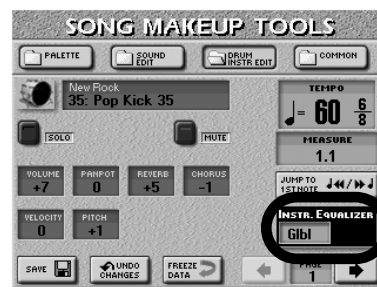 SONG MAKEUP TOOLS
PALETTE
SOUND EDIT
DRUM INSTR EDIT
COMMON
New Rock
35: Pop Kick 35
TEMPO
= 60 6/8
SOLO
MUTE
MEASURE
1.1
VOLUME +7
PANPOT 0
REVERB +5
CHORUS -1
JUMP TO 1ST NOTE
VELOCITY 0
PITCH +1
INSTR. EQUALIZER
Glbl
SAVE
UNDO CHANGES
FREEZE DATA
PAGE 1